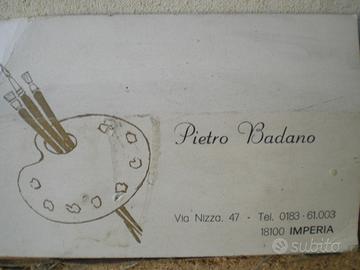 Pietro Badano
Via Nizza, 47 - Tel. 0183 - 61.003
18100 IMPERIA
subito